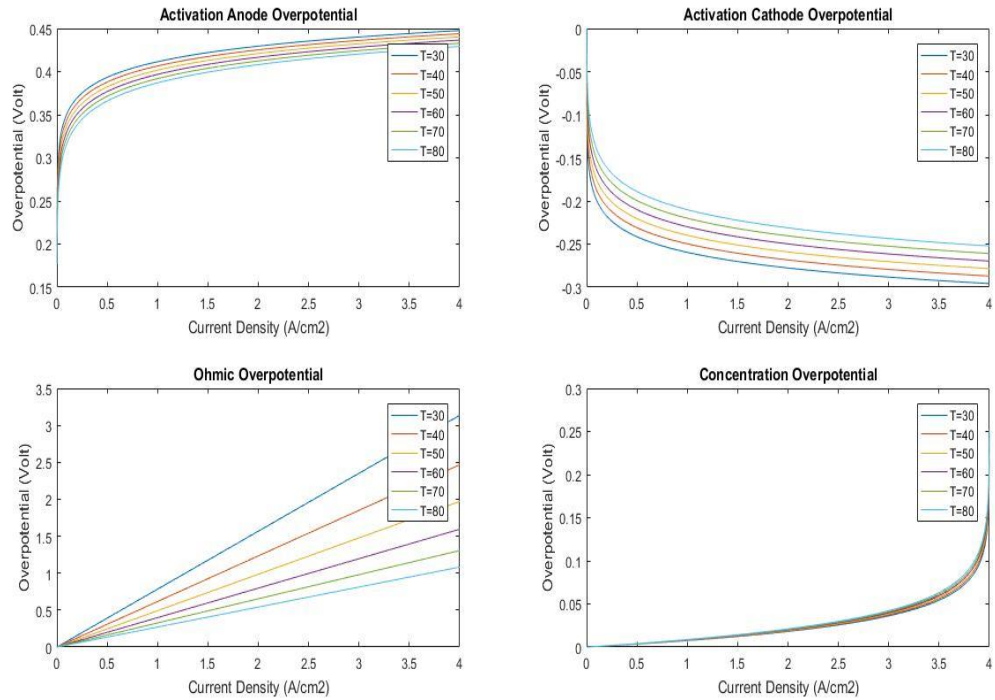 Activation Anode Overpotential
Overpotential (Volt)
0.45
0.4
0.35
0.3
0.25
0.2
0.15
0 0.5 1 1.5 2 2.5 3 3.5 4
Current Density (A/cm2)
T=30
T=40
T=50
T=60
T=70
T=80
Activation Cathode Overpotential
Overpotential (Volt)
0
-0.05
-0.1
-0.15
-0.2
-0.25
-0.3
0 0.5 1 1.5 2 2.5 3 3.5 4
Current Density (A/cm2)
T=30
T=40
T=50
T=60
T=70
T=80
Ohmic Overpotential
Overpotential (Volt)
3.5
3
2.5
2
1.5
1
0.5
0
0 0.5 1 1.5 2 2.5 3 3.5 4
Current Density (A/cm2)
T=30
T=40
T=50
T=60
T=70
T=80
Concentration Overpotential
Overpotential (Volt)
0.3
0.25
0.2
0.15
0.1
0.05
0
0 0.5 1 1.5 2 2.5 3 3.5 4
Current Density (A/cm2)
T=30
T=40
T=50
T=60
T=70
T=80